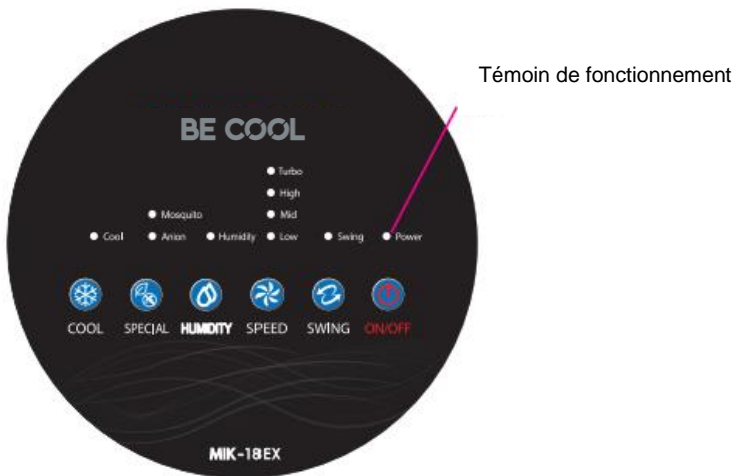 Témoin de fonctionnement
BE COOL
Turbo
High
Mosquito Mid
Cool Anion Humidity Low Swing Power
COOL SPECIAL HUMIDITY SPEED SWING ON/OFF
MIK-18EX